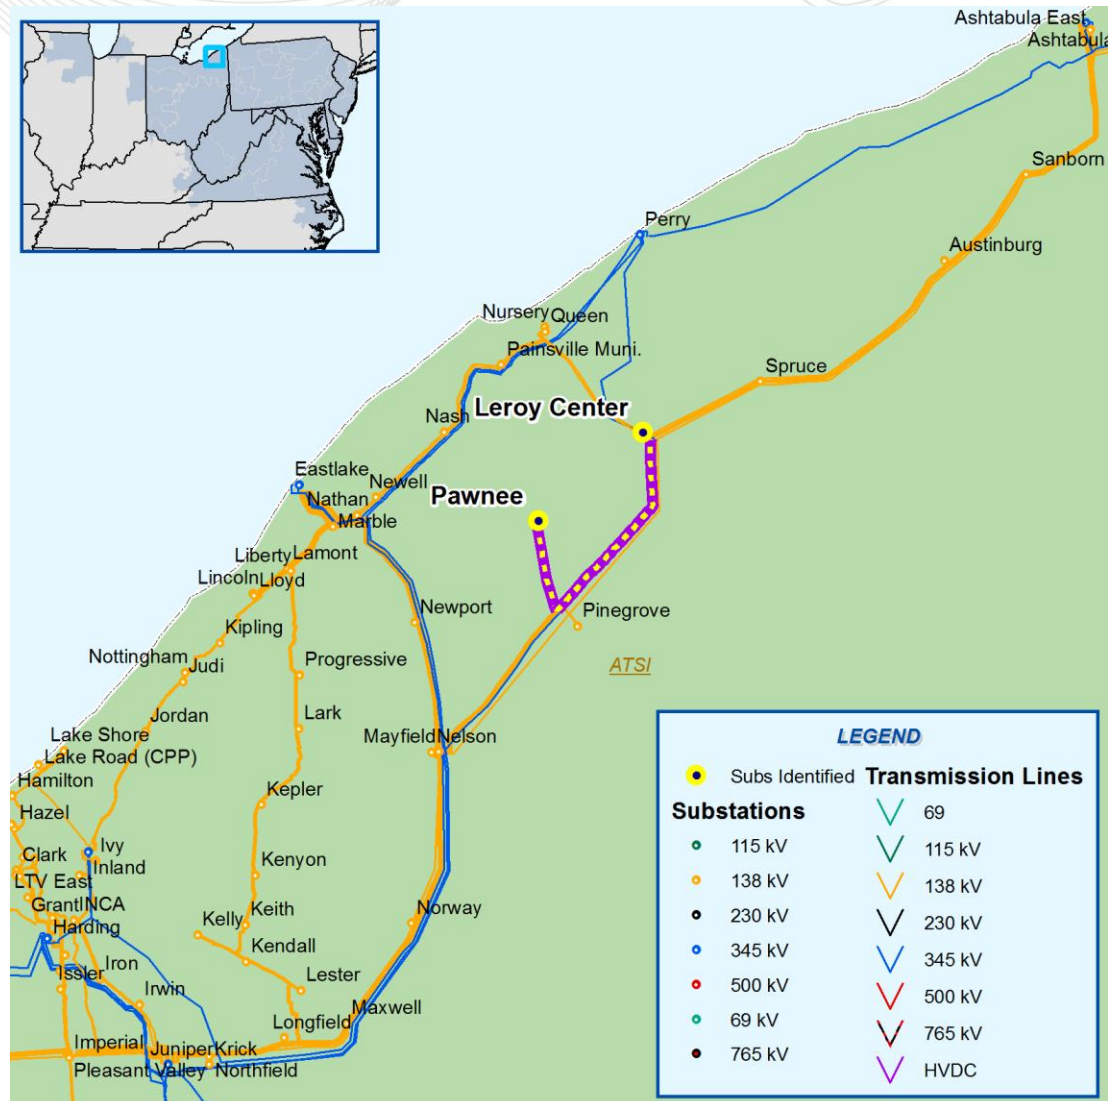 Ashtabula East
Ashtabula
Sanborn
Perry
Austinburg
Nursery
Queen
Painsville Muni.
Spruce
Leroy Center
Nash
Eastlake
Newell
Pawnee
Nathan
Marble
Liberty
Lamont
Lincoln
Lloyd
Newport
Pinegrove
Kipling
Nottingham
Judi
Progressive
ATSI
Jordan
Lark
Lake Shore
Mayfield
Nelson
Lake Road (CPP)
Hamilton
Kepler
Hazel
Ivy
Clark
Inland
Kenyon
LTV East
Grant
INCA
Harding
Kelly
Keith
Norway
Kendall
Iron
Issler
Irwin
Lester
Maxwell
Longfield
Imperial
Juniper
Krick
Pleasant Valley
Northfield
LEGEND
Subs Identified
Transmission Lines
Substations
69
115 kV
115 kV
138 kV
138 kV
230 kV
230 kV
345 kV
345 kV
500 kV
500 kV
69 kV
765 kV
765 kV
HVDC